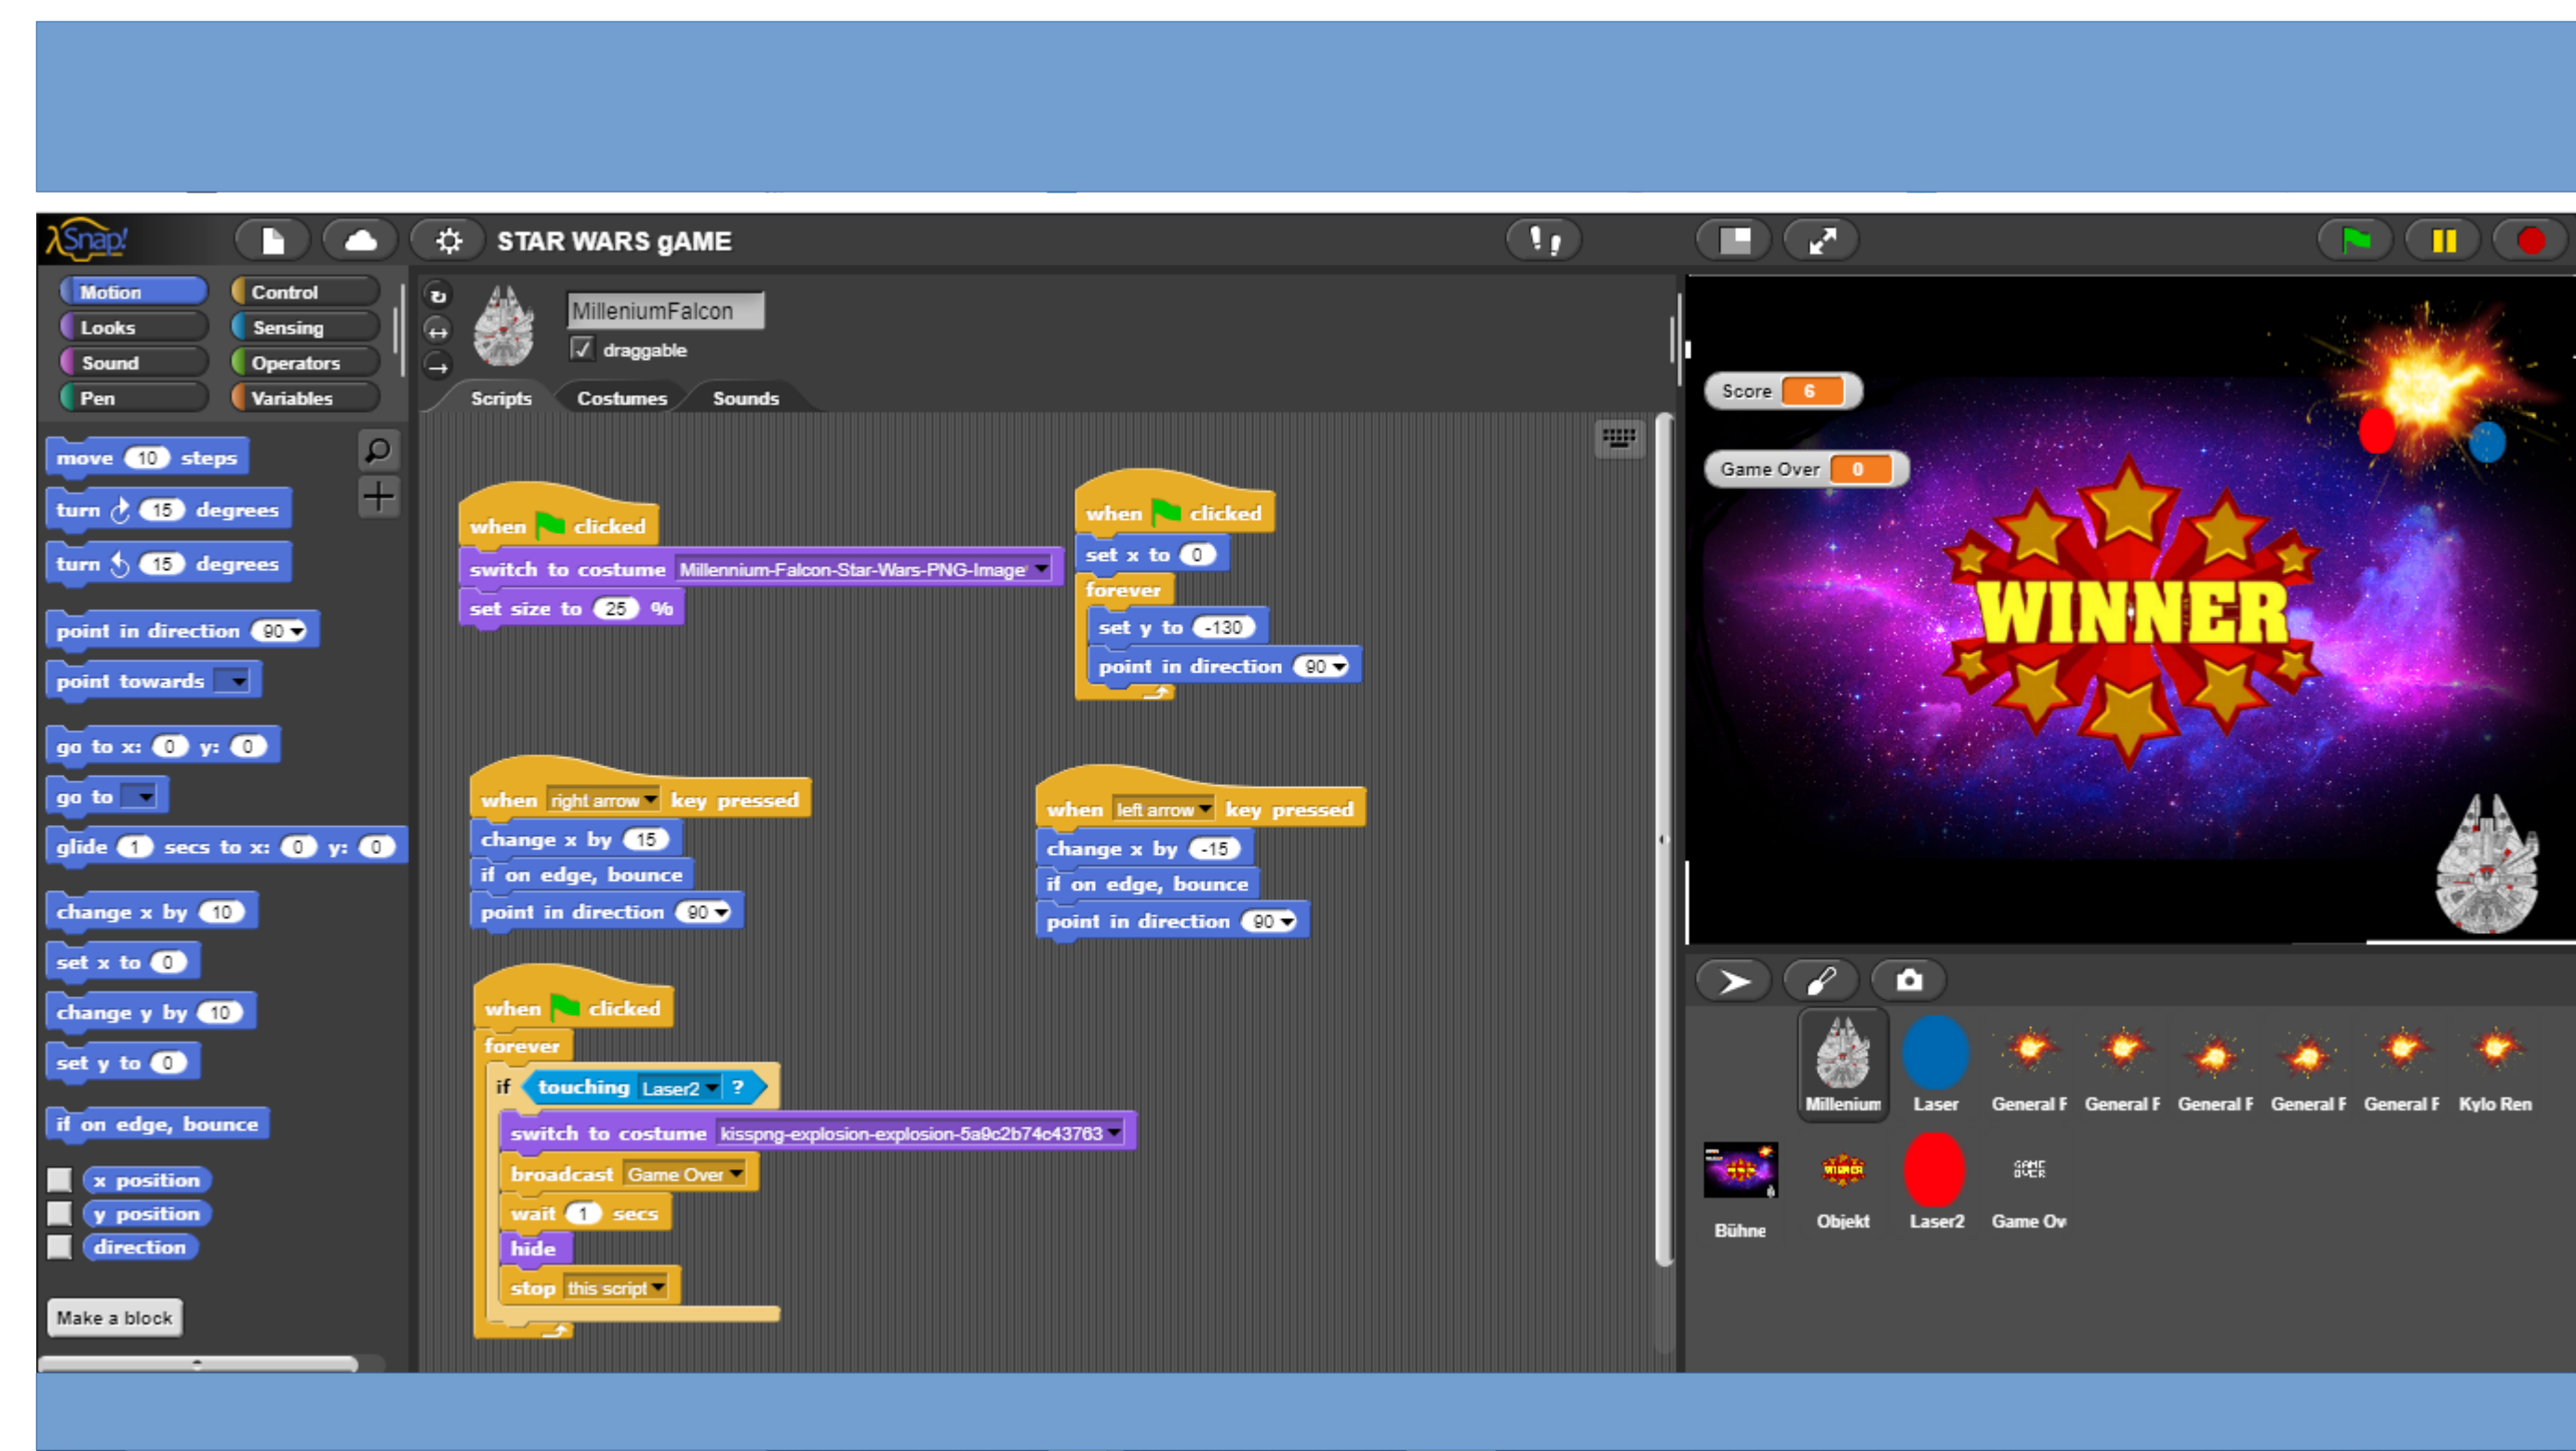 Snap!
STAR WARS gAME
Motion
Control
Looks
Sensing
Sound
Operators
Pen
Variables
move 10 steps
turn 15 degrees
turn 15 degrees
point in direction 90
point towards
go to x: 0 y: 0
go to
glide 1 secs to x: 0 y: 0
change x by 10
set x to 0
change y by 10
set y to 0
if on edge, bounce
x position
y position
direction
Make a block
MilleniumFalcon
draggable
Scripts
Costumes
Sounds
when clicked
switch to costume Millennium-Falcon-Star-Wars-PNG-Image
set size to 25 %
when clicked
set x to 0
forever
set y to -130
point in direction 90
when right arrow key pressed
change x by 15
if on edge, bounce
point in direction 90
when left arrow key pressed
change x by -15
if on edge, bounce
point in direction 90
when clicked
forever
if touching Laser2 ?
switch to costume kisspng-explosion-explosion-5a9c2b74c43763
broadcast Game Over
wait 1 secs
hide
stop this script
Score 6
Game Over 0
WINNER
Millenium
Laser
General F
General F
General F
General F
General F
Kylo Ren
WINNER
GAME
OVER
Bühne
Objekt
Laser2
Game Ov